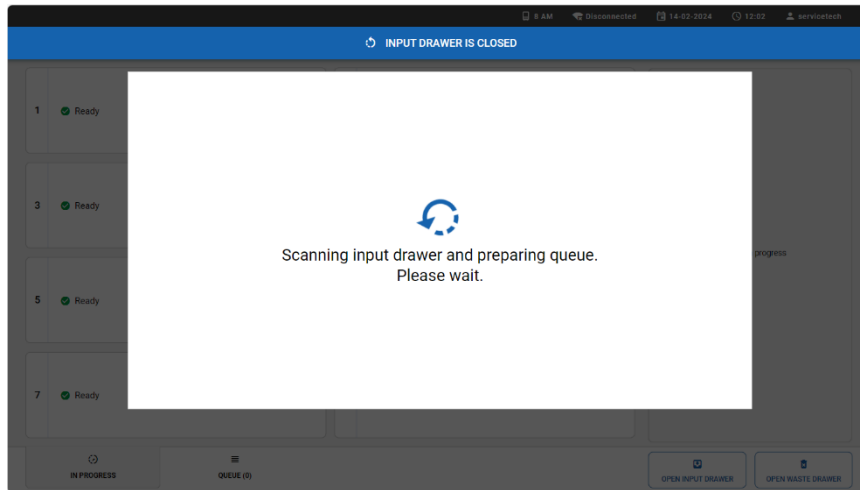 8 AM Disconnected 14-02-2024 12:02 servicetech
INPUT DRAWER IS CLOSED
1 Ready
3 Ready
progress
Scanning input drawer and preparing queue.
Please wait.
5 Ready
7 Ready
IN PROGRESS
QUEUE (0)
OPEN INPUT DRAWER
OPEN WASTE DRAWER